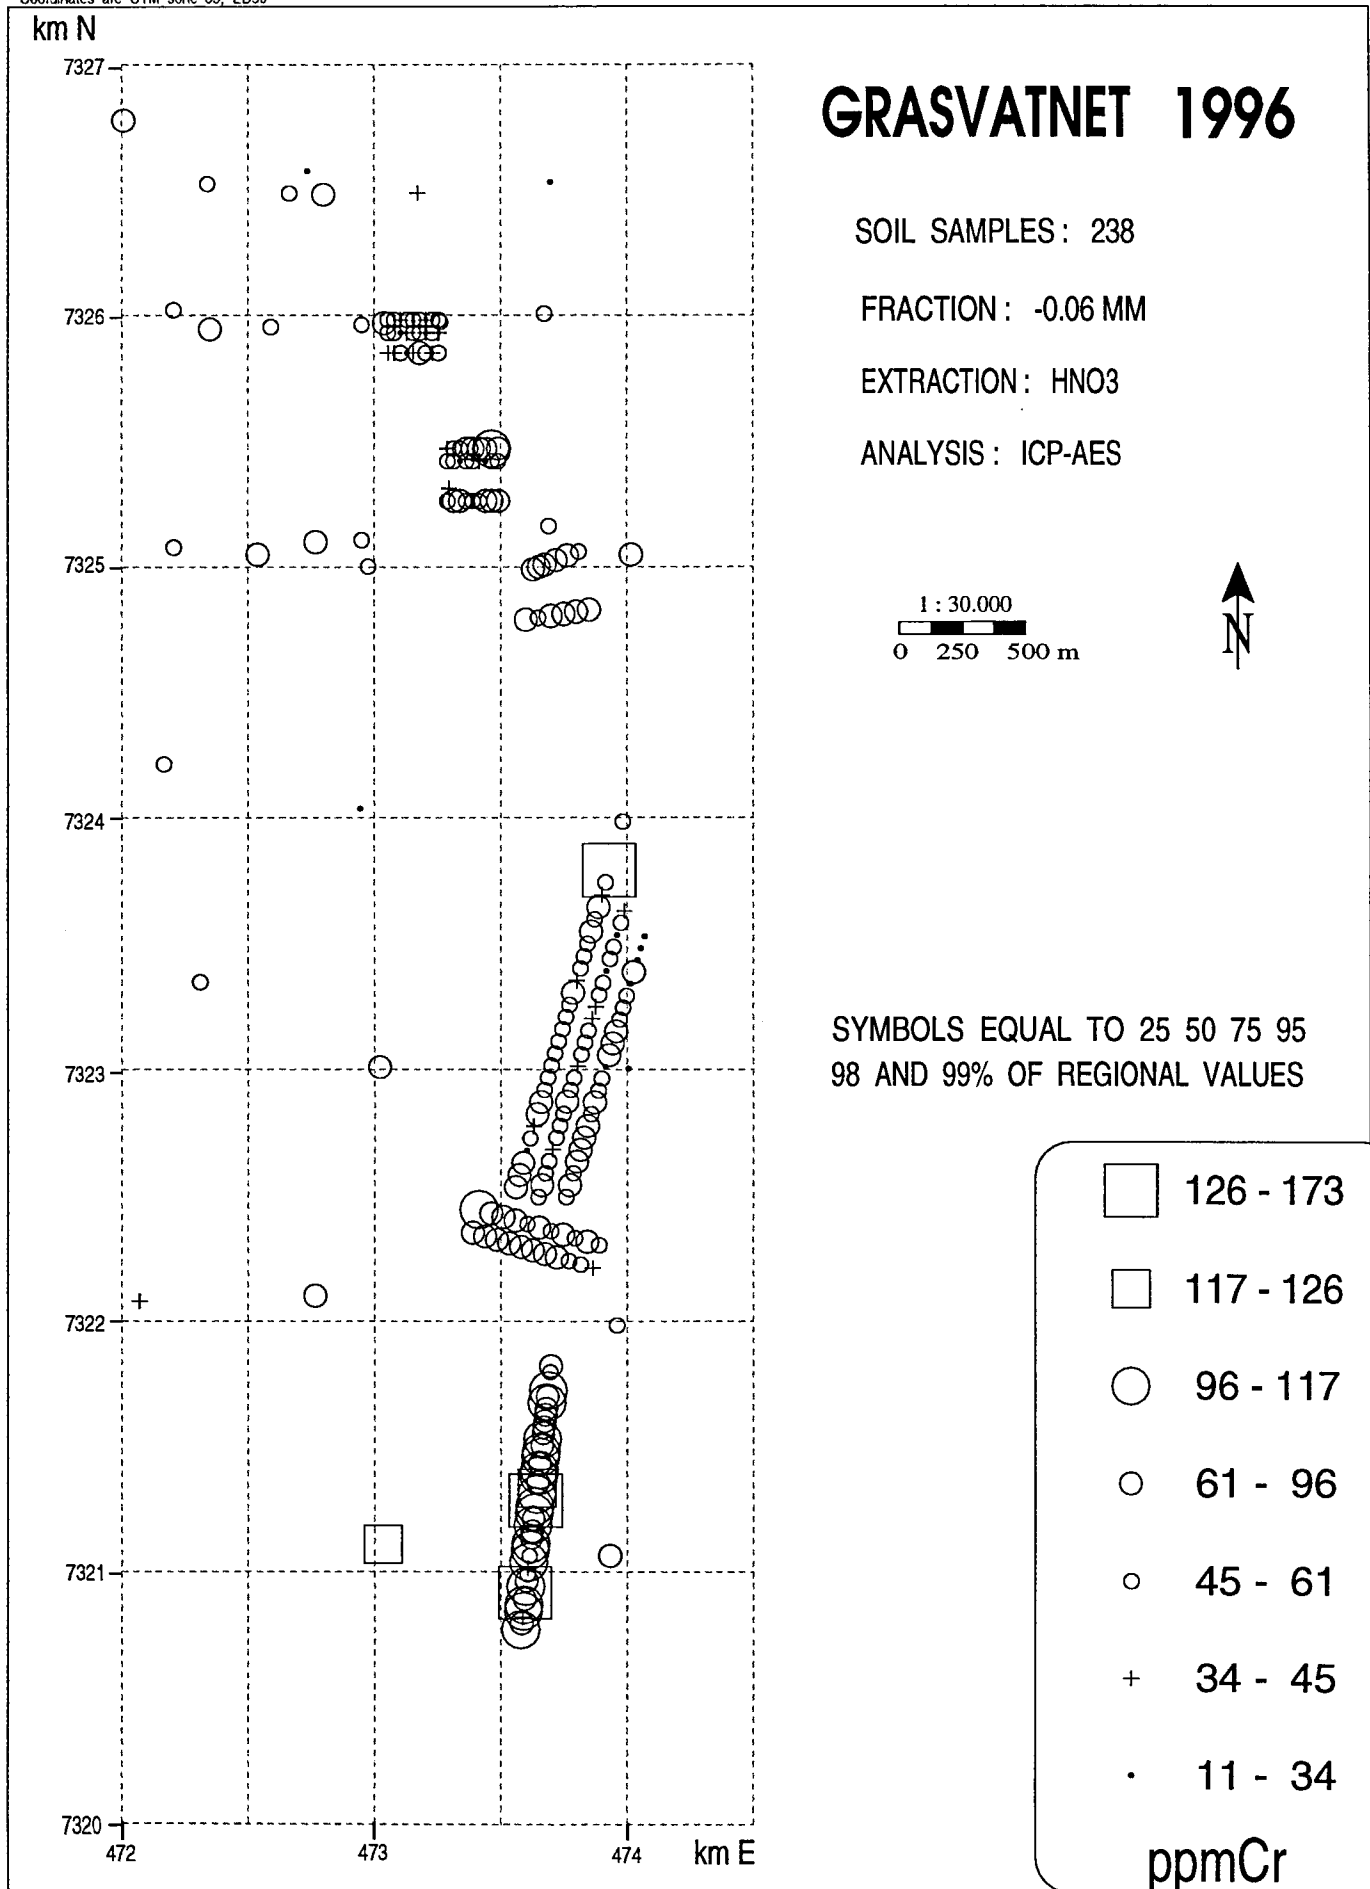 km N
7327
7326
7325
7324
7323
7322
7321
7320
472
473
474
km E
GRASVATNET 1996
SOIL SAMPLES : 238
FRACTION : -0.06 MM
EXTRACTION : HNO3
ANALYSIS : ICP-AES
1 : 30.000
0 250 500 m
N
SYMBOLS EQUAL TO 25 50 75 95
98 AND 99% OF REGIONAL VALUES
126 - 173
117 - 126
96 - 117
61 - 96
45 - 61
34 - 45
11 - 34
ppmCr